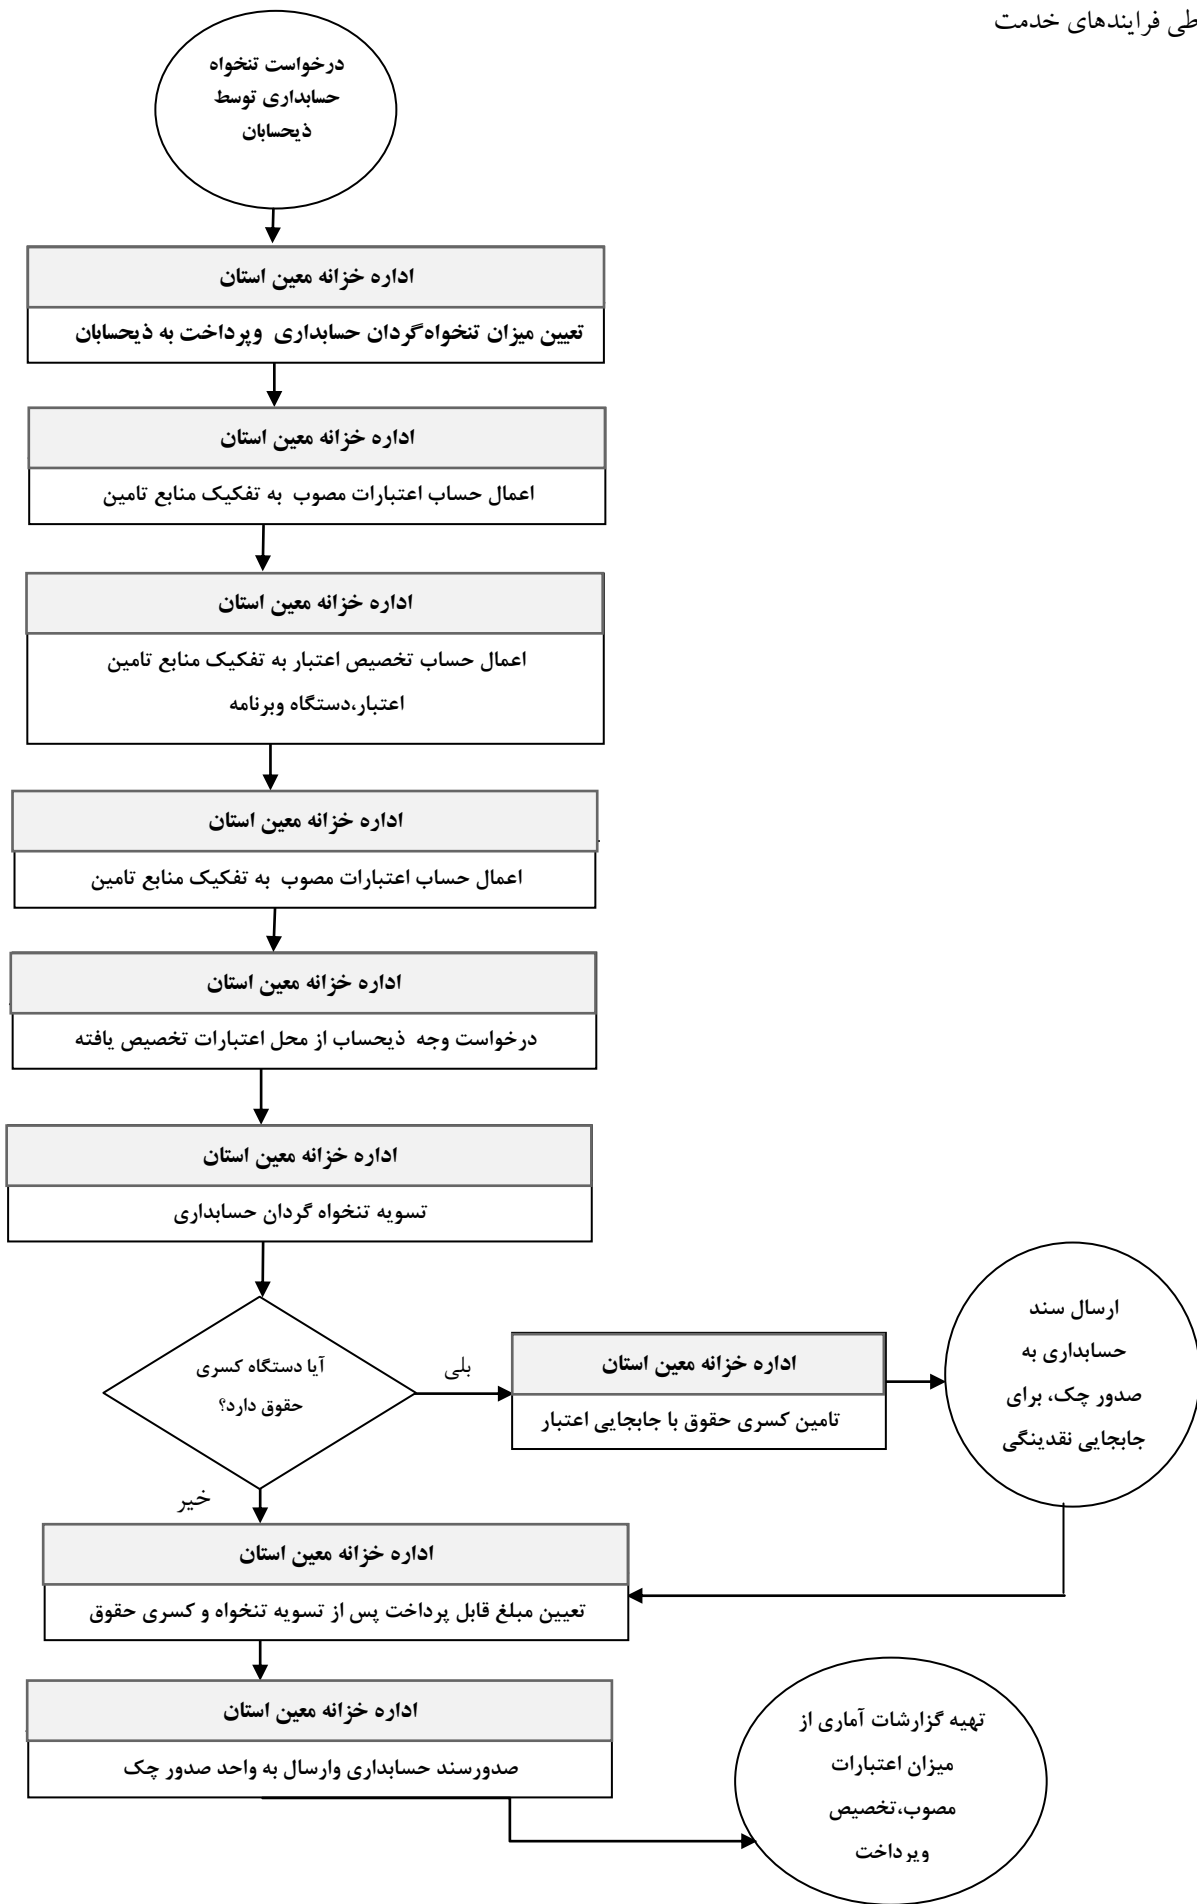 طی فرایندهای خدمت
درخواست تنخواه
حسابداری توسط
ذیحسابان
اداره خزانه معین استان
تعیین میزان تنخواه‌گردان حسابداری وپرداخت به ذیحسابان
اداره خزانه معین استان
اعمال حساب اعتبارات مصوب به تفکیک منابع تامین
اداره خزانه معین استان
اعمال حساب تخصیص اعتبار به تفکیک منابع تامین
اعتبار،دستگاه وبرنامه
اداره خزانه معین استان
اعمال حساب اعتبارات مصوب به تفکیک منابع تامین
اداره خزانه معین استان
درخواست وجه ذیحساب از محل اعتبارات تخصیص یافته
اداره خزانه معین استان
تسویه تنخواه گردان حسابداری
آیا دستگاه کسری
حقوق دارد؟
بلی
اداره خزانه معین استان
تامین کسری حقوق با جابجایی اعتبار
ارسال سند
حسابداری به
صدور چک، برای
جابجایی نقدینگی
خیر
اداره خزانه معین استان
تعیین مبلغ قابل پرداخت پس از تسویه تنخواه و کسری حقوق
اداره خزانه معین استان
صدورسند حسابداری وارسال به واحد صدور چک
تهیه گزارشات آماری از
میزان اعتبارات
مصوب،تخصیص
وپرداخت